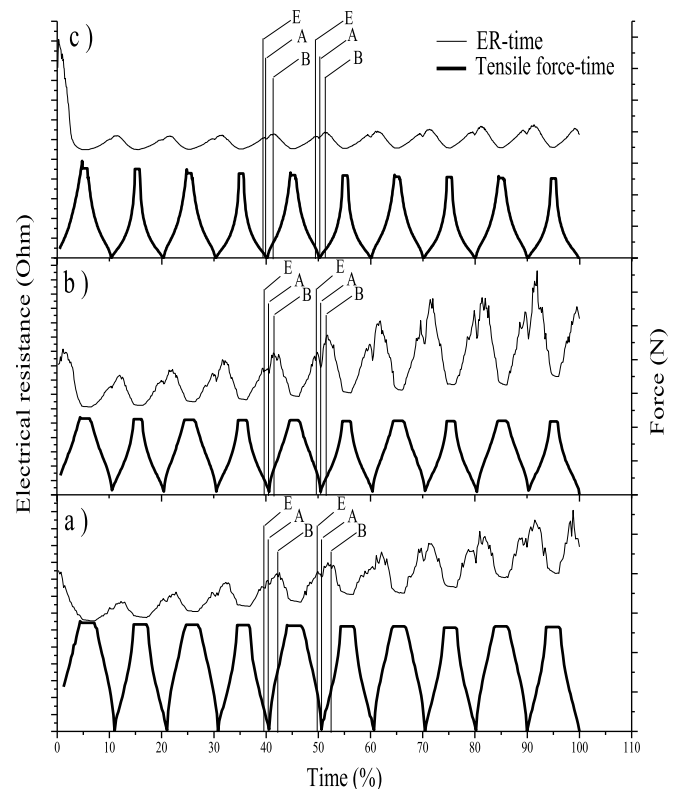 c )
E
A
B
E
A
B
ER-time
Tensile force-time
b )
E
A
B
E
A
B
a )
E
A
B
E
A
B
Electrical resistance (Ohm)
Force (N)
0 10 20 30 40 50 60 70 80 90 100 110
Time (%)